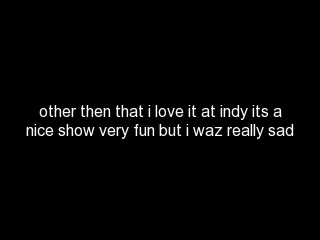 other then that i love it at indy its a
nice show very fun but i waz really sad